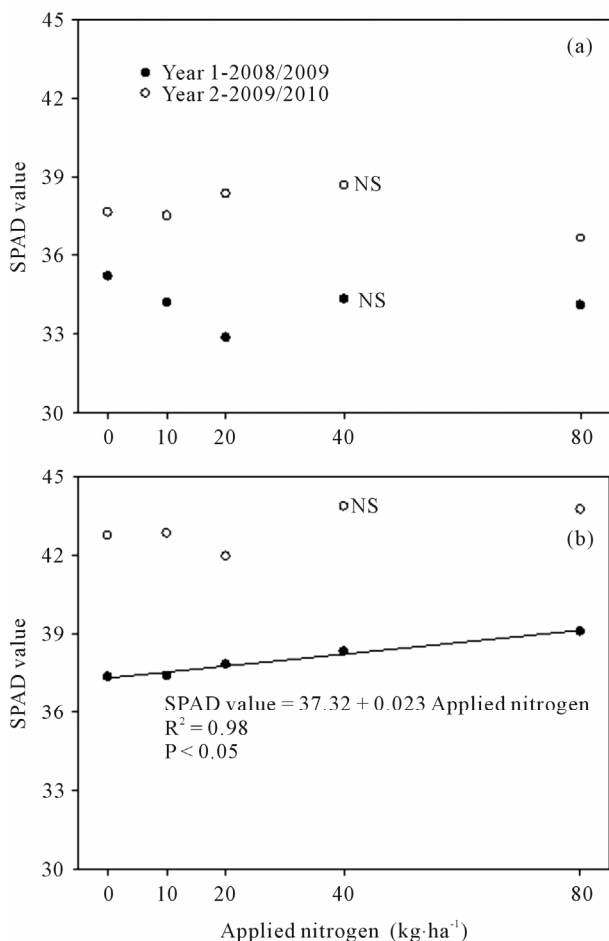 45
(a)
Year 1-2008/2009
Year 2-2009/2010
42
39
NS
SPAD value
36
NS
33
30
0 10 20 40 80
45
NS
(b)
42
SPAD value
39
SPAD value = 37.32 + 0.023 Applied nitrogen
36
R² = 0.98
P < 0.05
33
30
0 10 20 40 80
Applied nitrogen (kg·ha⁻¹)